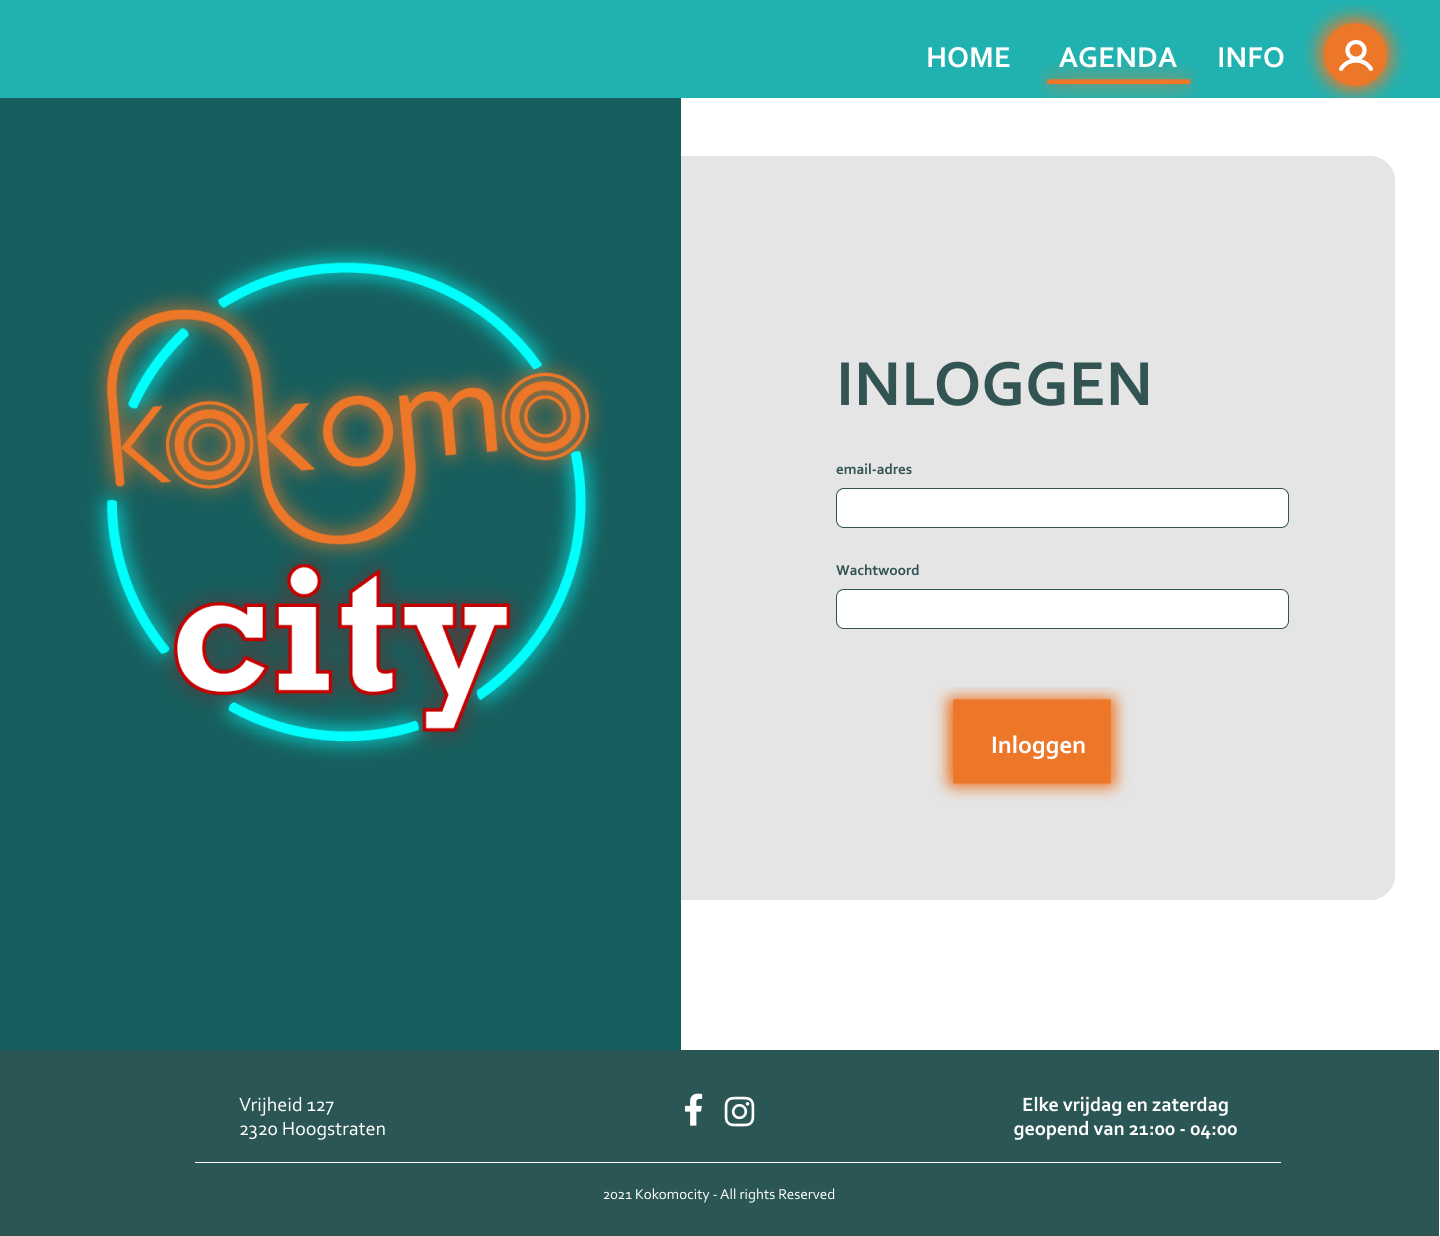 HOME AGENDA INFO
kokomo
city
INLOGGEN
email-adres
Wachtwoord
Inloggen
Vrijheid 127
2320 Hoogstraten
Elke vrijdag en zaterdag
geopend van 21:00 - 04:00
2021 Kokomocity - All rights Reserved